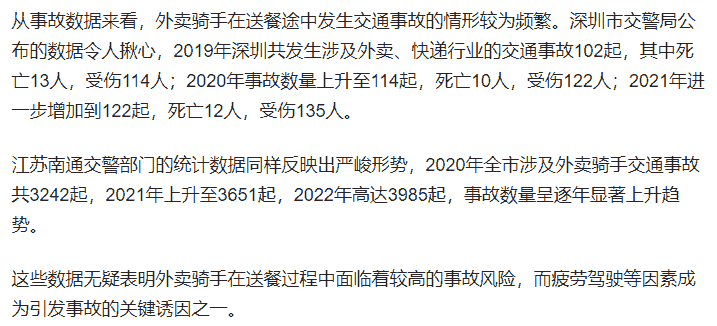 从事故数据来看，外卖骑手在送餐途中发生交通事故的情形较为频繁。深圳市交警局公
布的数据令人揪心，2019年深圳共发生涉及外卖、快递行业的交通事故102起，其中死
亡13人，受伤114人；2020年事故数量上升至114起，死亡10人，受伤122人；2021年进
一步增加到122起，死亡12人，受伤135人。
江苏南通交警部门的统计数据同样反映出严峻形势，2020年全市涉及外卖骑手交通事故
共3242起，2021年上升至3651起，2022年高达3985起，事故数量呈逐年显著上升趋
势。
这些数据无疑表明外卖骑手在送餐过程中面临着较高的事故风险，而疲劳驾驶等因素成
为引发事故的关键诱因之一。